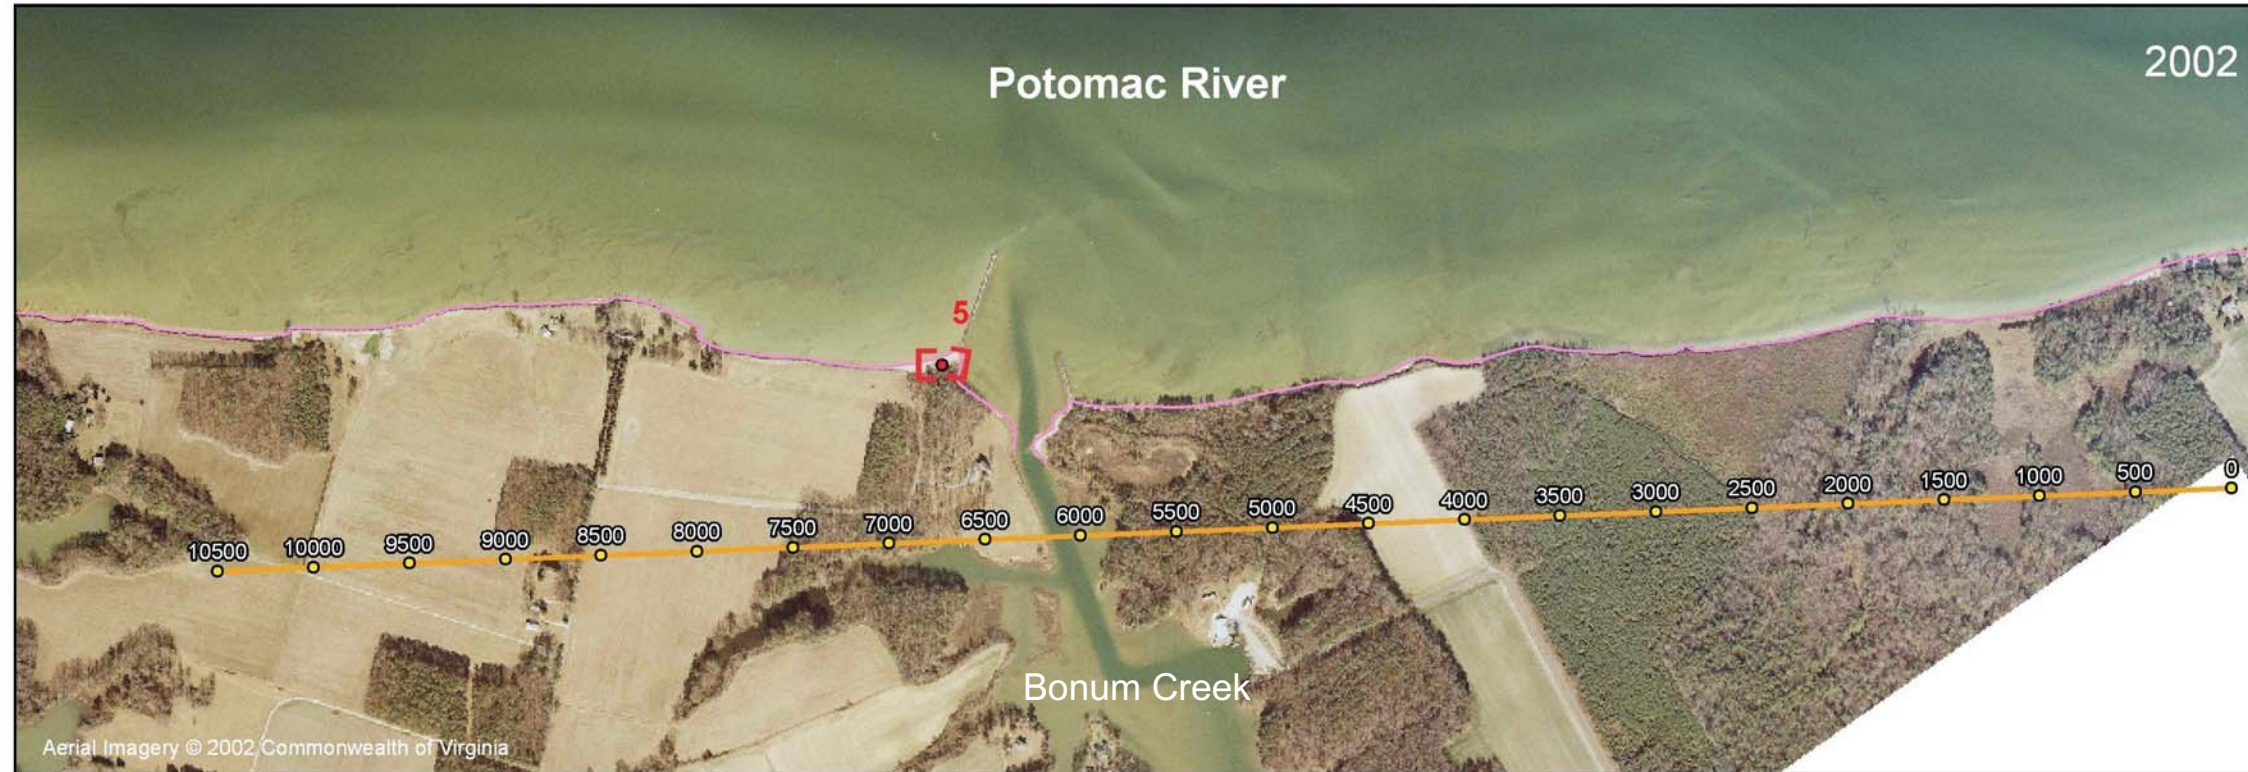 2002
Potomac River
5
10500 10000 9500 9000 8500 8000 7500 7000 6500 6000 5500 5000 4500 4000 3500 3000 2500 2000 1500 1000 500 0
Bonum Creek
Aerial Imagery © 2002 Commonwealth of Virginia